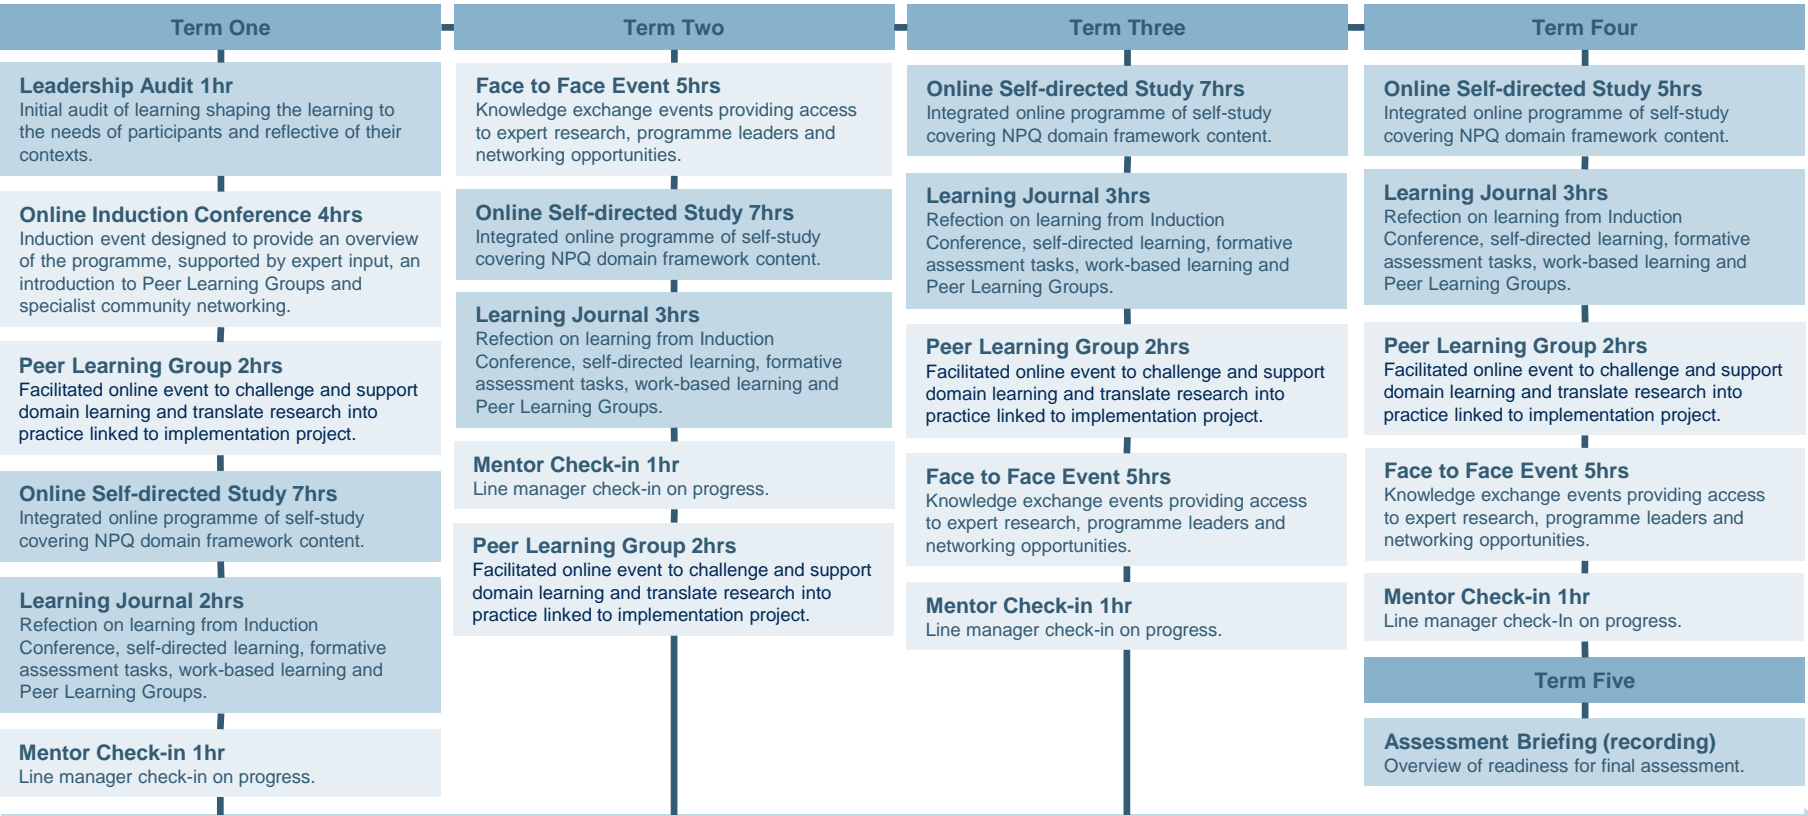 Term One
Leadership Audit 1hr
Initial audit of learning shaping the learning to
the needs of participants and reflective of their
contexts.
Online Induction Conference 4hrs
Induction event designed to provide an overview
of the programme, supported by expert input, an
introduction to Peer Learning Groups and
specialist community networking.
Peer Learning Group 2hrs
Facilitated online event to challenge and support
domain learning and translate research into
practice linked to implementation project.
Online Self-directed Study 7hrs
Integrated online programme of self-study
covering NPQ domain framework content.
Learning Journal 2hrs
Refection on learning from Induction
Conference, self-directed learning, formative
assessment tasks, work-based learning and
Peer Learning Groups.
Mentor Check-in 1hr
Line manager check-in on progress.
Term Two
Face to Face Event 5hrs
Knowledge exchange events providing access
to expert research, programme leaders and
networking opportunities.
Online Self-directed Study 7hrs
Integrated online programme of self-study
covering NPQ domain framework content.
Learning Journal 3hrs
Refection on learning from Induction
Conference, self-directed learning, formative
assessment tasks, work-based learning and
Peer Learning Groups.
Mentor Check-in 1hr
Line manager check-in on progress.
Peer Learning Group 2hrs
Facilitated online event to challenge and support
domain learning and translate research into
practice linked to implementation project.
Term Three
Online Self-directed Study 7hrs
Integrated online programme of self-study
covering NPQ domain framework content.
Learning Journal 3hrs
Refection on learning from Induction
Conference, self-directed learning, formative
assessment tasks, work-based learning and
Peer Learning Groups.
Peer Learning Group 2hrs
Facilitated online event to challenge and support
domain learning and translate research into
practice linked to implementation project.
Face to Face Event 5hrs
Knowledge exchange events providing access
to expert research, programme leaders and
networking opportunities.
Mentor Check-in 1hr
Line manager check-in on progress.
Term Four
Online Self-directed Study 5hrs
Integrated online programme of self-study
covering NPQ domain framework content.
Learning Journal 3hrs
Refection on learning from Induction
Conference, self-directed learning, formative
assessment tasks, work-based learning and
Peer Learning Groups.
Peer Learning Group 2hrs
Facilitated online event to challenge and support
domain learning and translate research into
practice linked to implementation project.
Face to Face Event 5hrs
Knowledge exchange events providing access
to expert research, programme leaders and
networking opportunities.
Mentor Check-in 1hr
Line manager check-In on progress.
Term Five
Assessment Briefing (recording)
Overview of readiness for final assessment.